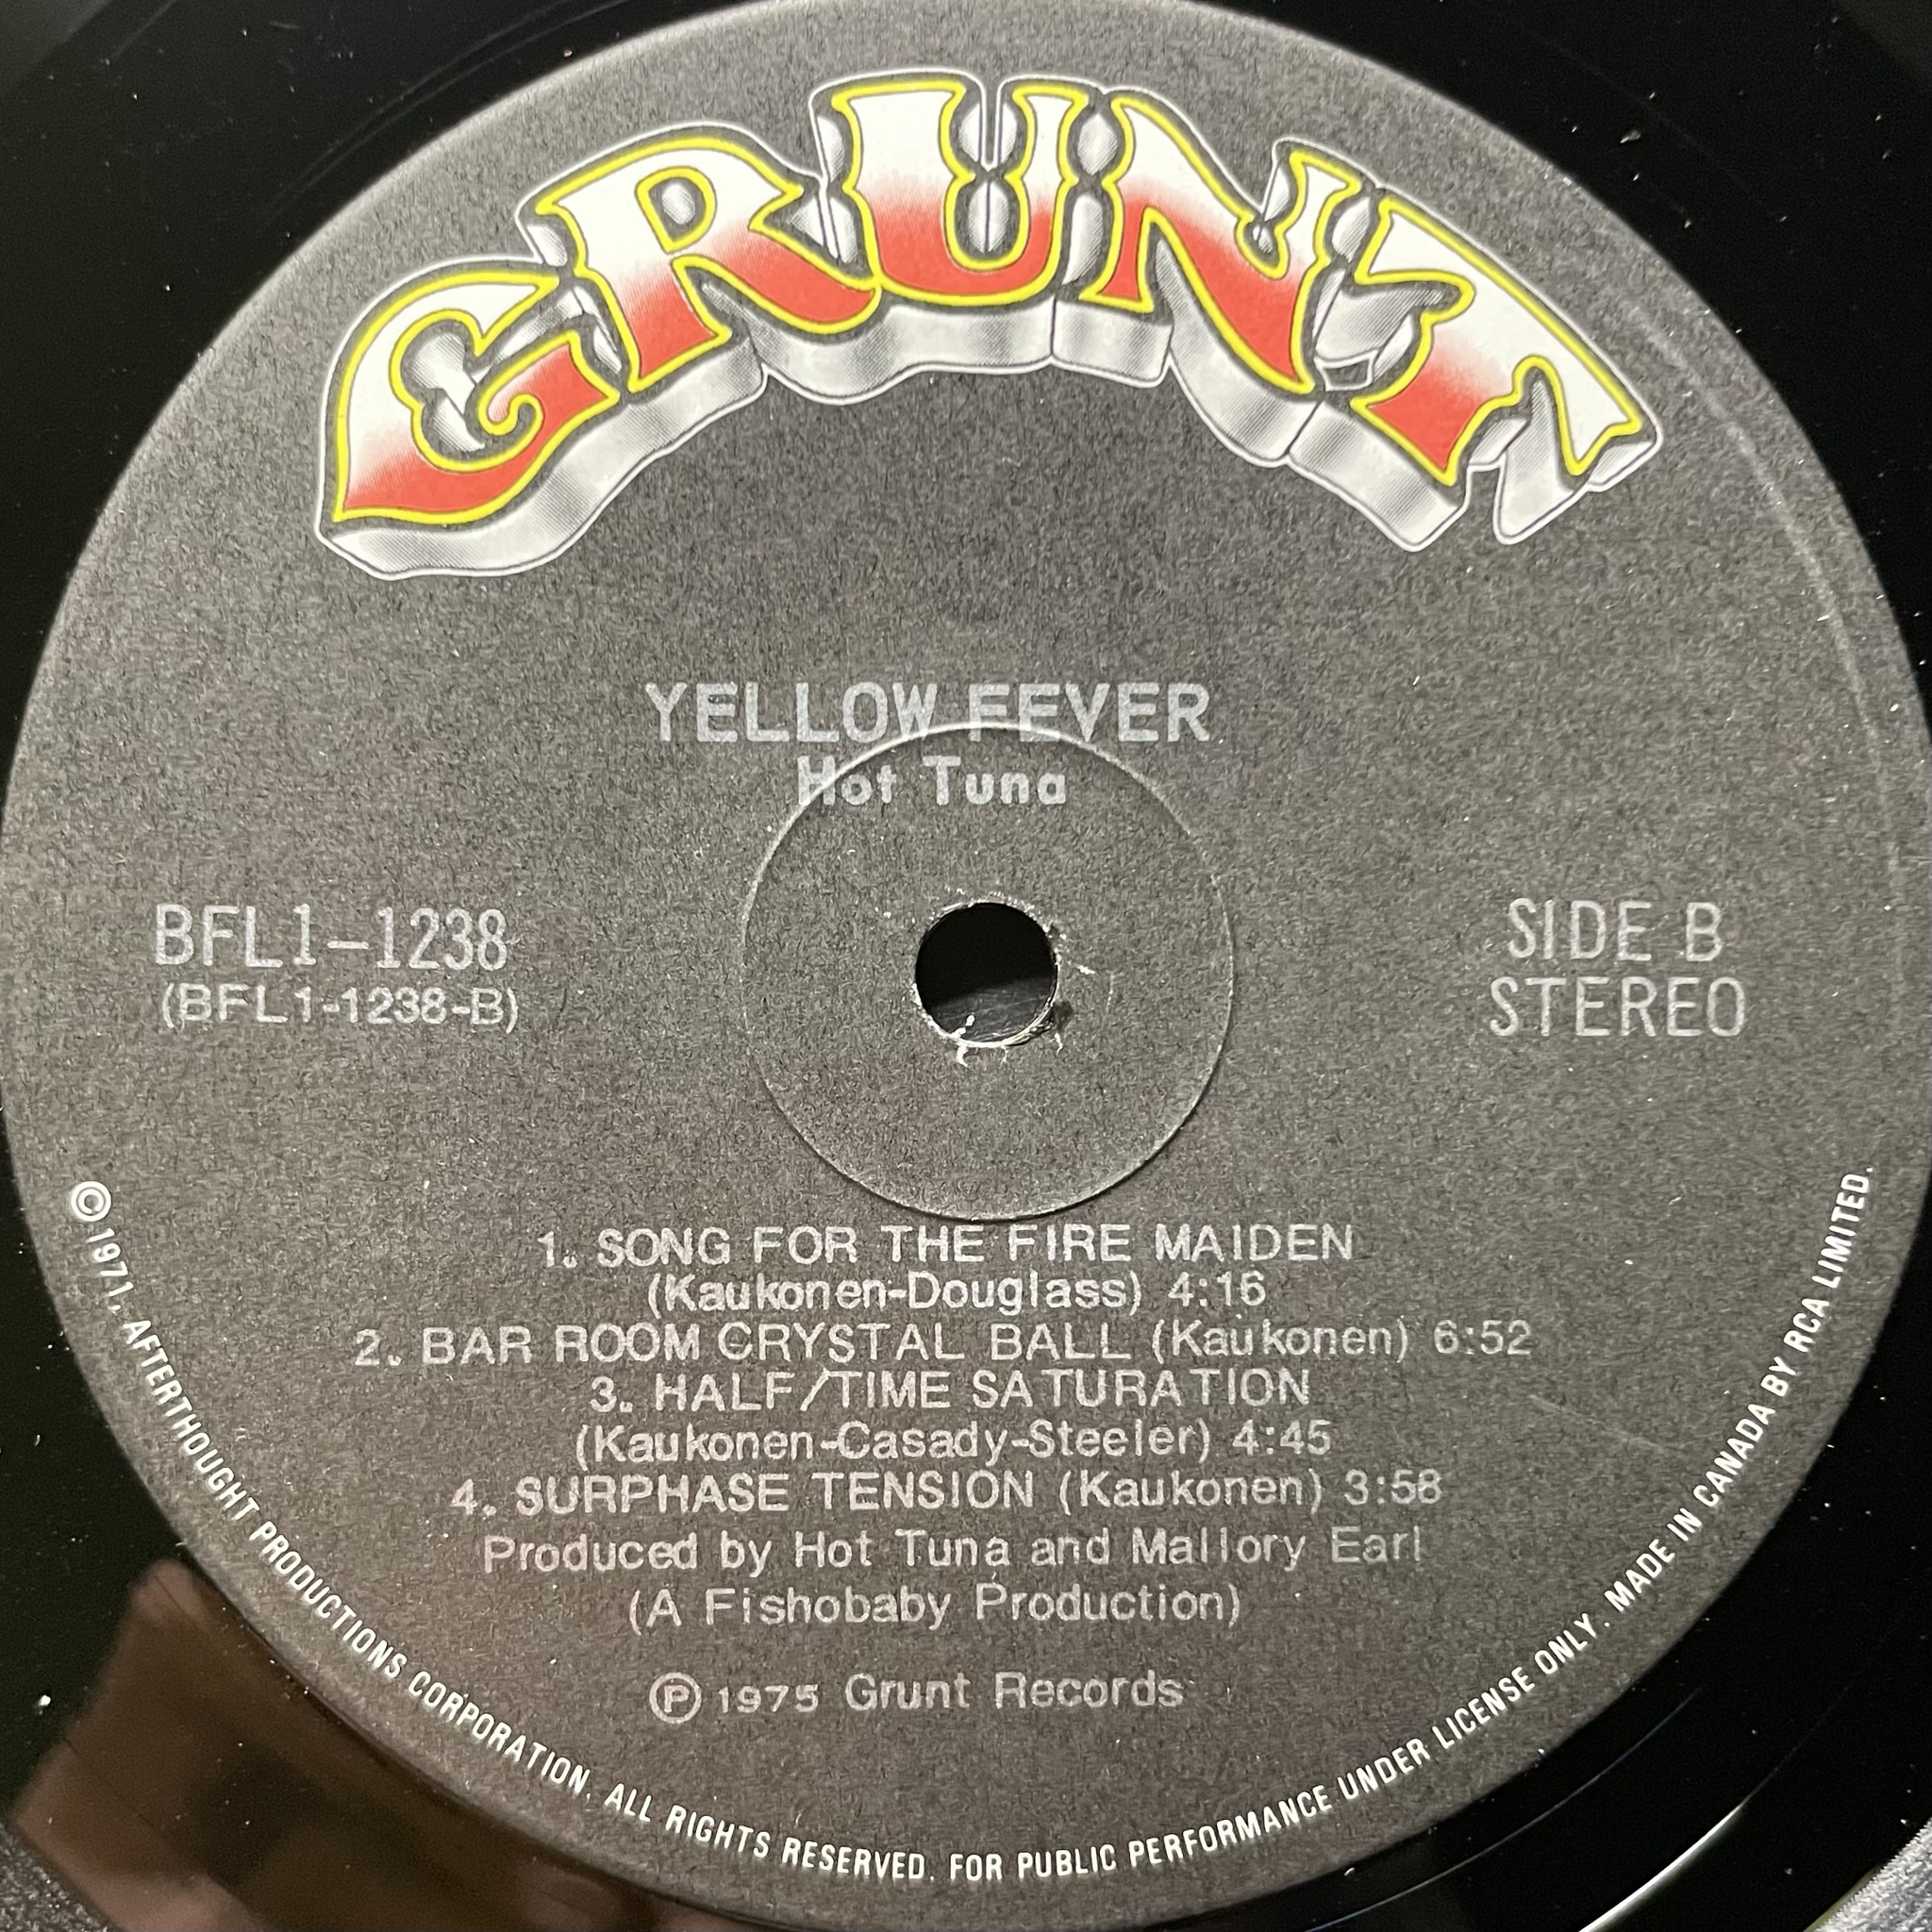 GRUNT
YELLOW FEVER
Hot Tuna
BFL1-1238
(BFL1-1238-B)
SIDE B
STEREO
1. SONG FOR THE FIRE MAIDEN
(Kaukonen-Douglass) 4:16
2. BAR ROOM CRYSTAL BALL (Kaukonen) 6:52
3. HALF/TIME SATURATION
(Kaukonen-Casady-Steeler) 4:45
4. SURPHASE TENSION (Kaukonen) 3:58
Produced by Hot Tuna and Mallory Earl
(A Fishobaby Production)
Ⓟ 1975 Grunt Records
©1971, AFTERTHOUGHT PRODUCTIONS CORPORATION. ALL RIGHTS RESERVED. FOR PUBLIC PERFORMANCE UNDER LICENSE ONLY. MADE IN CANADA BY RCA LIMITED.